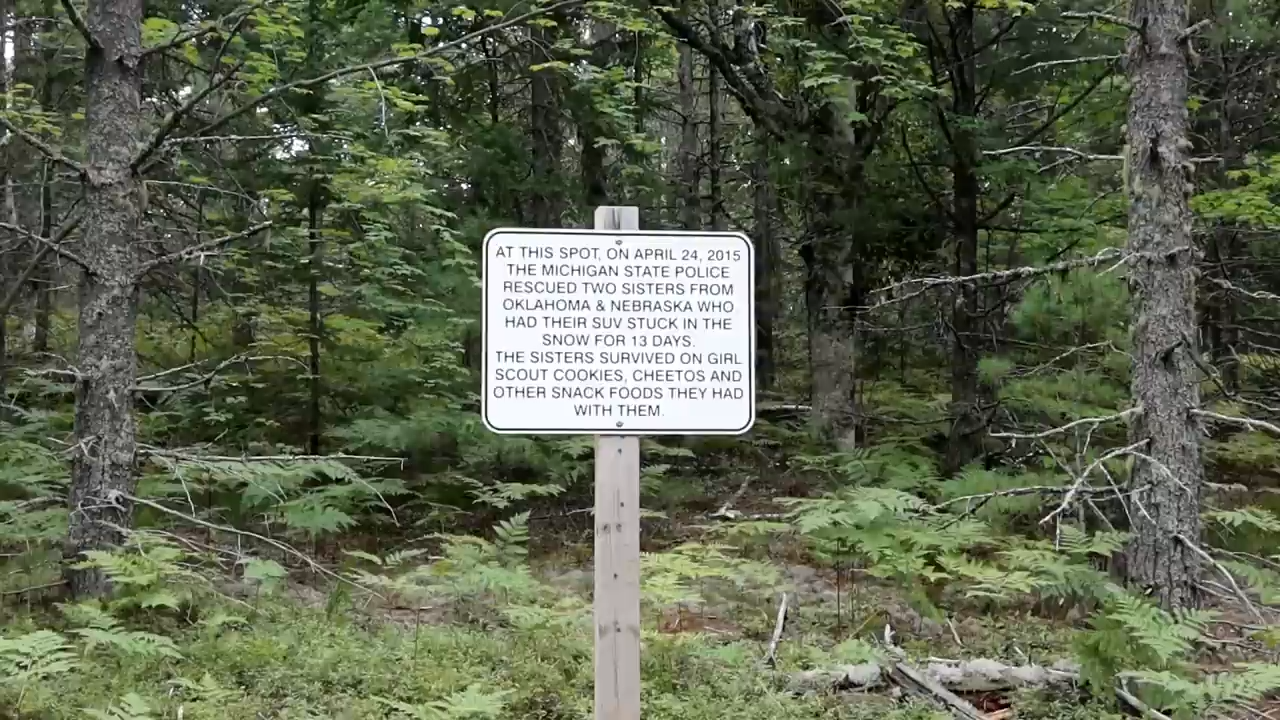 AT THIS SPOT, ON APRIL 24, 2015
THE MICHIGAN STATE POLICE
RESCUED TWO SISTERS FROM
OKLAHOMA & NEBRASKA WHO
HAD THEIR SUV STUCK IN THE
SNOW FOR 13 DAYS.
THE SISTERS SURVIVED ON GIRL
SCOUT COOKIES, CHEETOS AND
OTHER SNACK FOODS THEY HAD
WITH THEM.